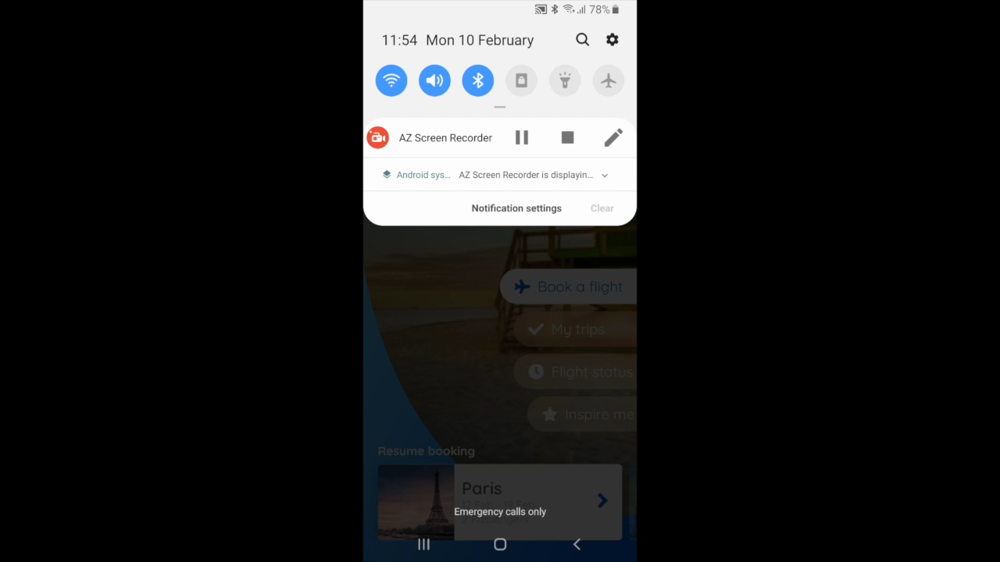 78%
11:54 Mon 10 February
AZ Screen Recorder
Android sys... AZ Screen Recorder is displayin...
Notification settings Clear
Book a flight
My trips
Flight status
Inspire me
Resume booking
Paris
Emergency calls only